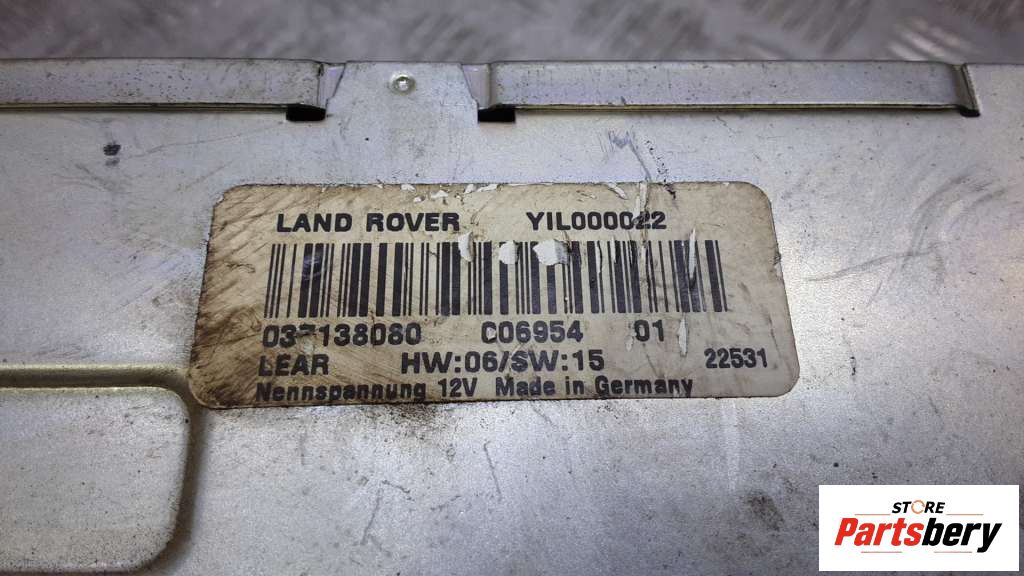 LAND ROVER YIL000022
037138080 C06954 01
LEAR HW:06/SW:15 22531
Nennspannung 12V Made in Germany
STORE
Partsbery